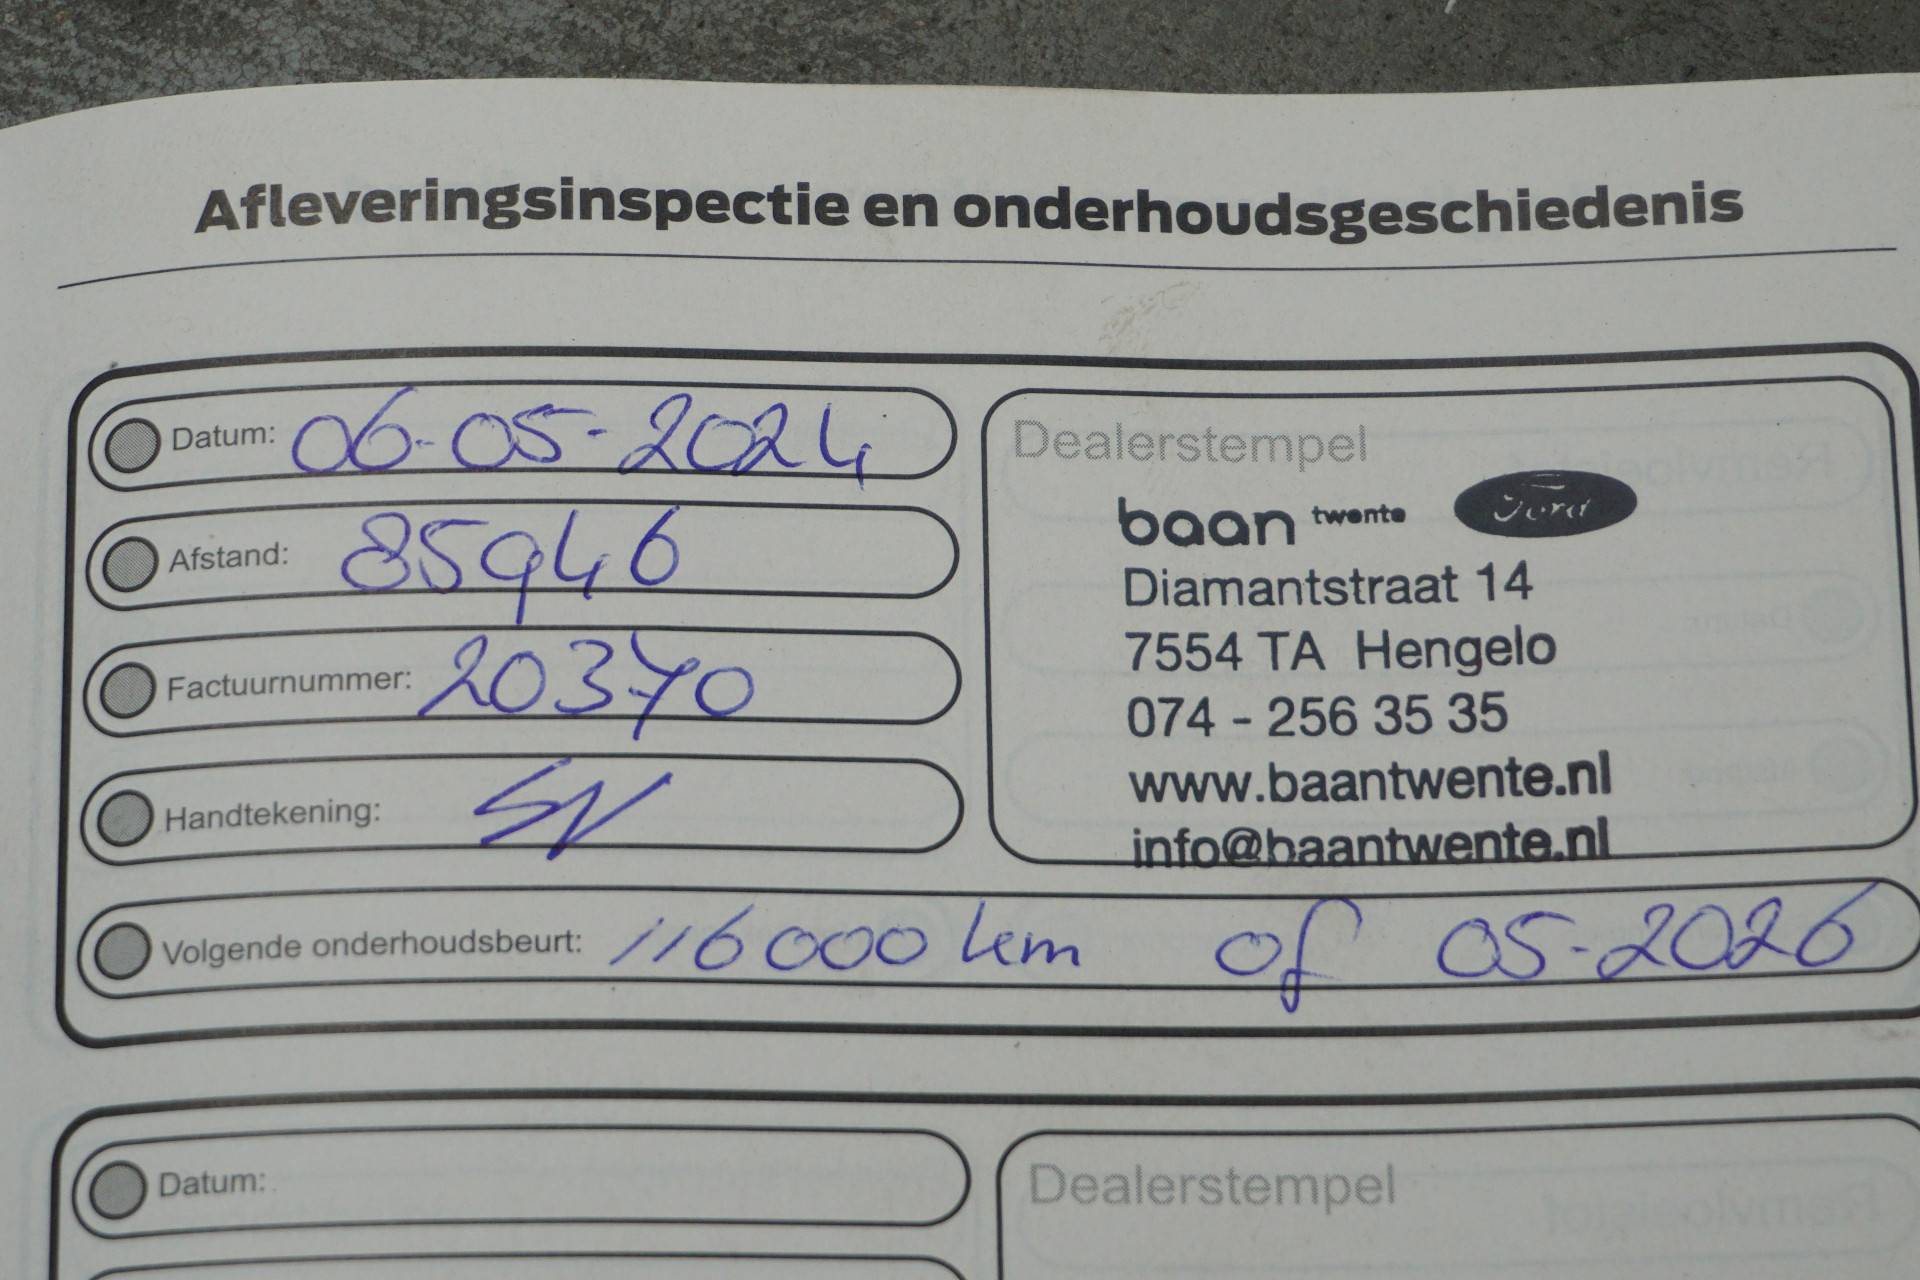 Afleveringsinspectie en onderhoudsgeschiedenis
Datum: 06-05-2024
Afstand: 85946
Factuurnummer: 20370
Handtekening: SN
Dealerstempel
baan twente Ford
Diamantstraat 14
7554 TA Hengelo
074 - 256 35 35
www.baantwente.nl
info@baantwente.nl
Volgende onderhoudsbeurt: 116000 km of 05-2026
Datum:
Dealerstempel